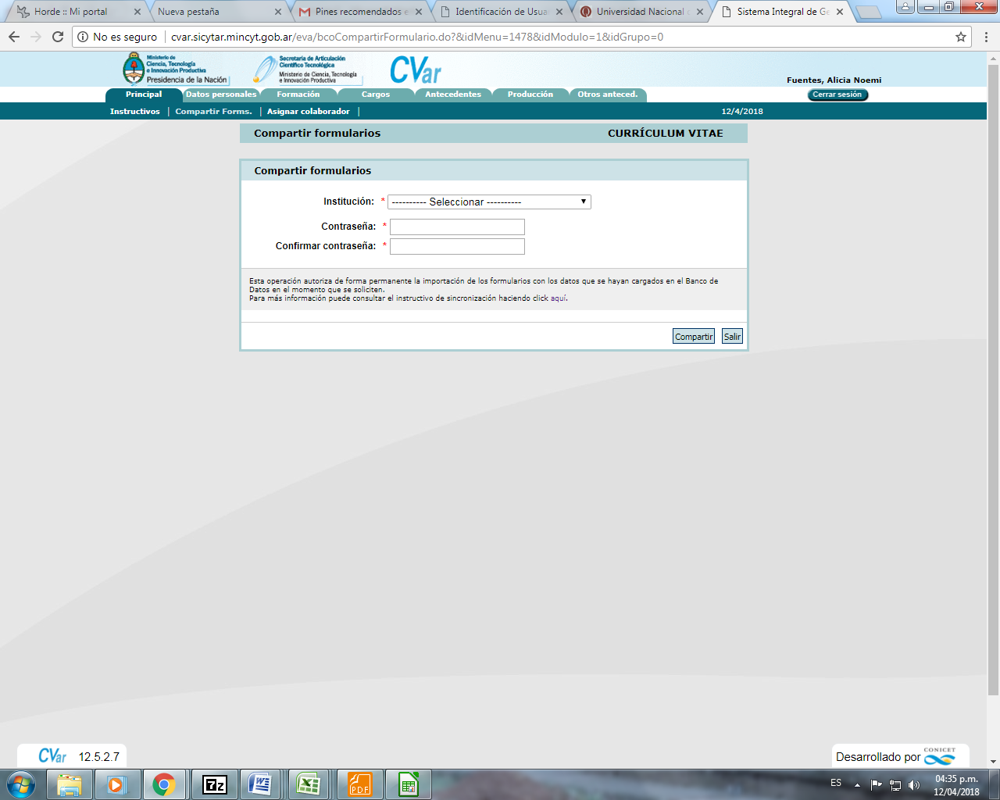 Horde :: Mi portal
Nueva pestaña
Pines recomendados e
Identificación de Usua
Universidad Nacional
Sistema Integral de Ge
No es seguro
cvar.sicytar.mincyt.gob.ar/eva/bcoCompartirFormulario.do?&idMenu=1478&idModulo=1&idGrupo=0
Ministerio de
Ciencia, Tecnología
e Innovación Productiva
Presidencia de la Nación
Secretaría de Articulación
Científico Tecnológica
Ministerio de Ciencia, Tecnología
e Innovación Productiva
CVar
Fuentes, Alicia Noemi
Principal
Datos personales
Formación
Cargos
Antecedentes
Producción
Otros anteced.
Cerrar sesión
Instructivos | Compartir Forms. | Asignar colaborador |
12/4/2018
Compartir formularios
CURRÍCULUM VITAE
Compartir formularios
Institución: * ---------- Seleccionar ----------
Contraseña: *
Confirmar contraseña: *
Esta operación autoriza de forma permanente la importación de los formularios con los datos que se hayan cargados en el Banco de
Datos en el momento que se soliciten.
Para más información puede consultar el instructivo de sincronización haciendo click aquí.
Compartir
Salir
CVar 12.5.2.7
Desarrollado por CONICET
7z
PDF
ES
04:35 p.m.
12/04/2018